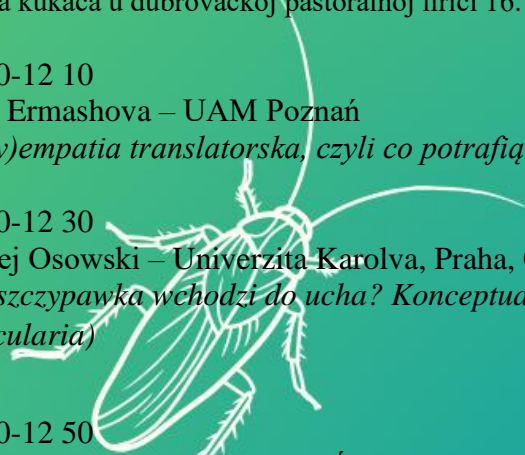 a kukaca u dubrovačkoj pastoralnoj lirici 16.
0-12 10
Ermashova – UAM Poznań
y)empatia translatorska, czyli co potrafią
0-12 30
ej Osowski – Univerzita Karolva, Praha,
szczypawka wchodzi do ucha? Konceptua
cularia)
0-12 50